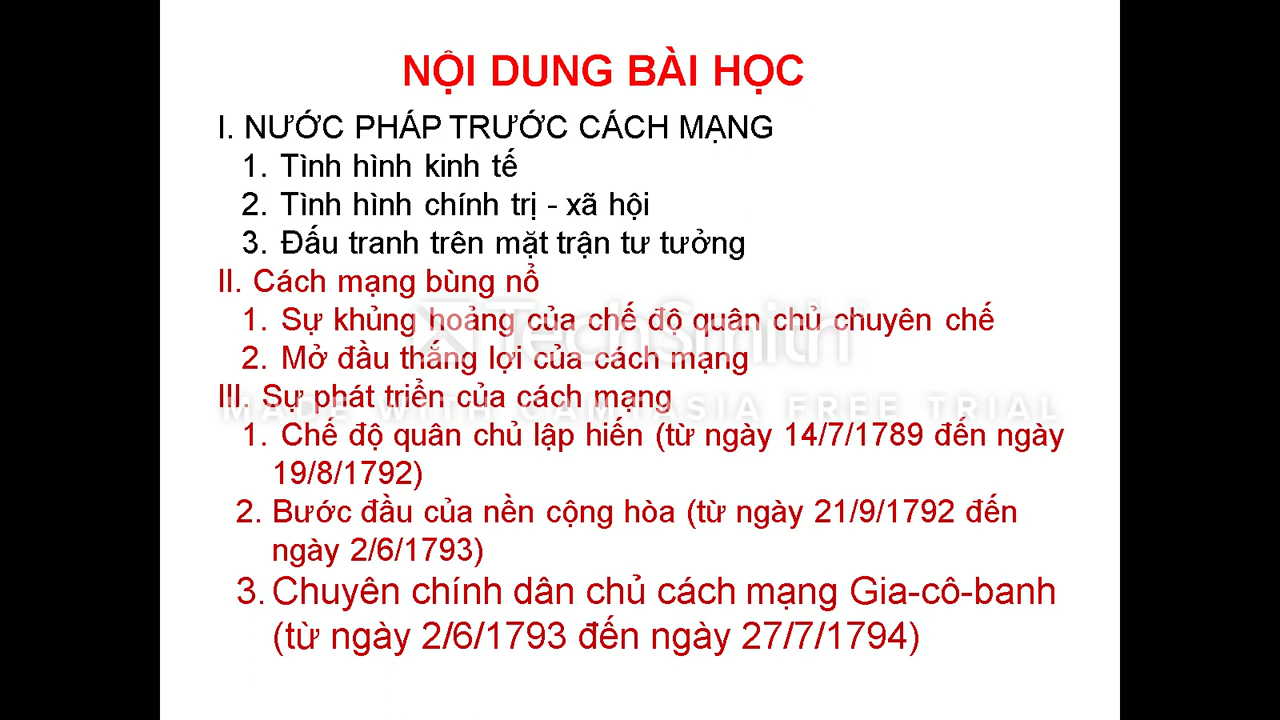 NỘI DUNG BÀI HỌC
I. NƯỚC PHÁP TRƯỚC CÁCH MẠNG
1. Tình hình kinh tế
2. Tình hình chính trị - xã hội
3. Đấu tranh trên mặt trận tư tưởng
II. Cách mạng bùng nổ
1. Sự khủng hoảng của chế độ quân chủ chuyên chế
TechSmith
2. Mở đầu thắng lợi của cách mạng
III. Sự phát triển của cách mạng
MADE WITH CAMTASIA FREE TRIAL
1. Chế độ quân chủ lập hiến (từ ngày 14/7/1789 đến ngày
19/8/1792)
2. Bước đầu của nền cộng hòa (từ ngày 21/9/1792 đến
ngày 2/6/1793)
3. Chuyên chính dân chủ cách mạng Gia-cô-banh
(từ ngày 2/6/1793 đến ngày 27/7/1794)